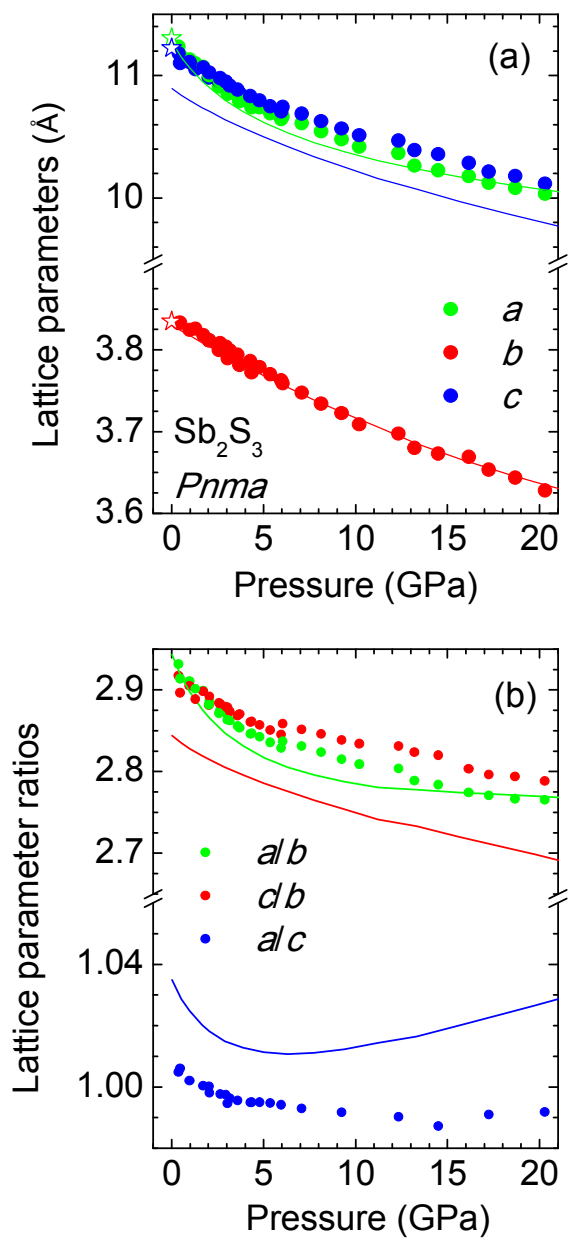 (a)
Lattice parameters (Å)
11
10
3.8
3.7
3.6
a
b
c
Sb₂S₃
Pnma
0 5 10 15 20
Pressure (GPa)
(b)
Lattice parameter ratios
2.9
2.8
2.7
1.04
1.00
a/b
c/b
a/c
0 5 10 15 20
Pressure (GPa)